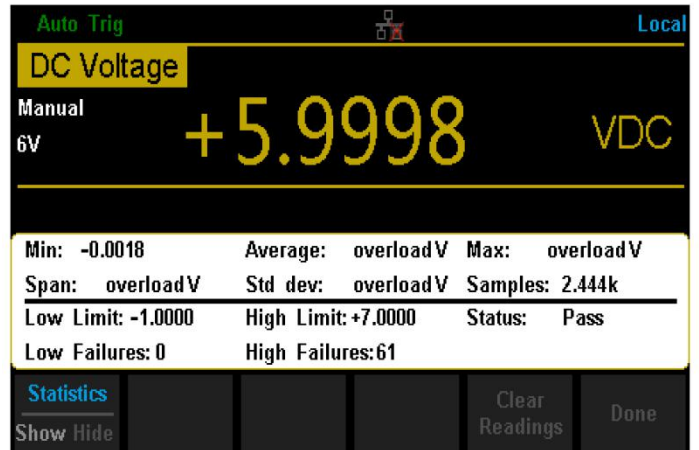 Auto Trig Local
DC Voltage
Manual
6V
+5.9998 VDC
Min: -0.0018 Average: overload V Max: overload V
Span: overload V Std dev: overload V Samples: 2.444k
Low Limit: -1.0000 High Limit: +7.0000 Status: Pass
Low Failures: 0 High Failures: 61
Statistics
Show Hide
Clear
Readings
Done